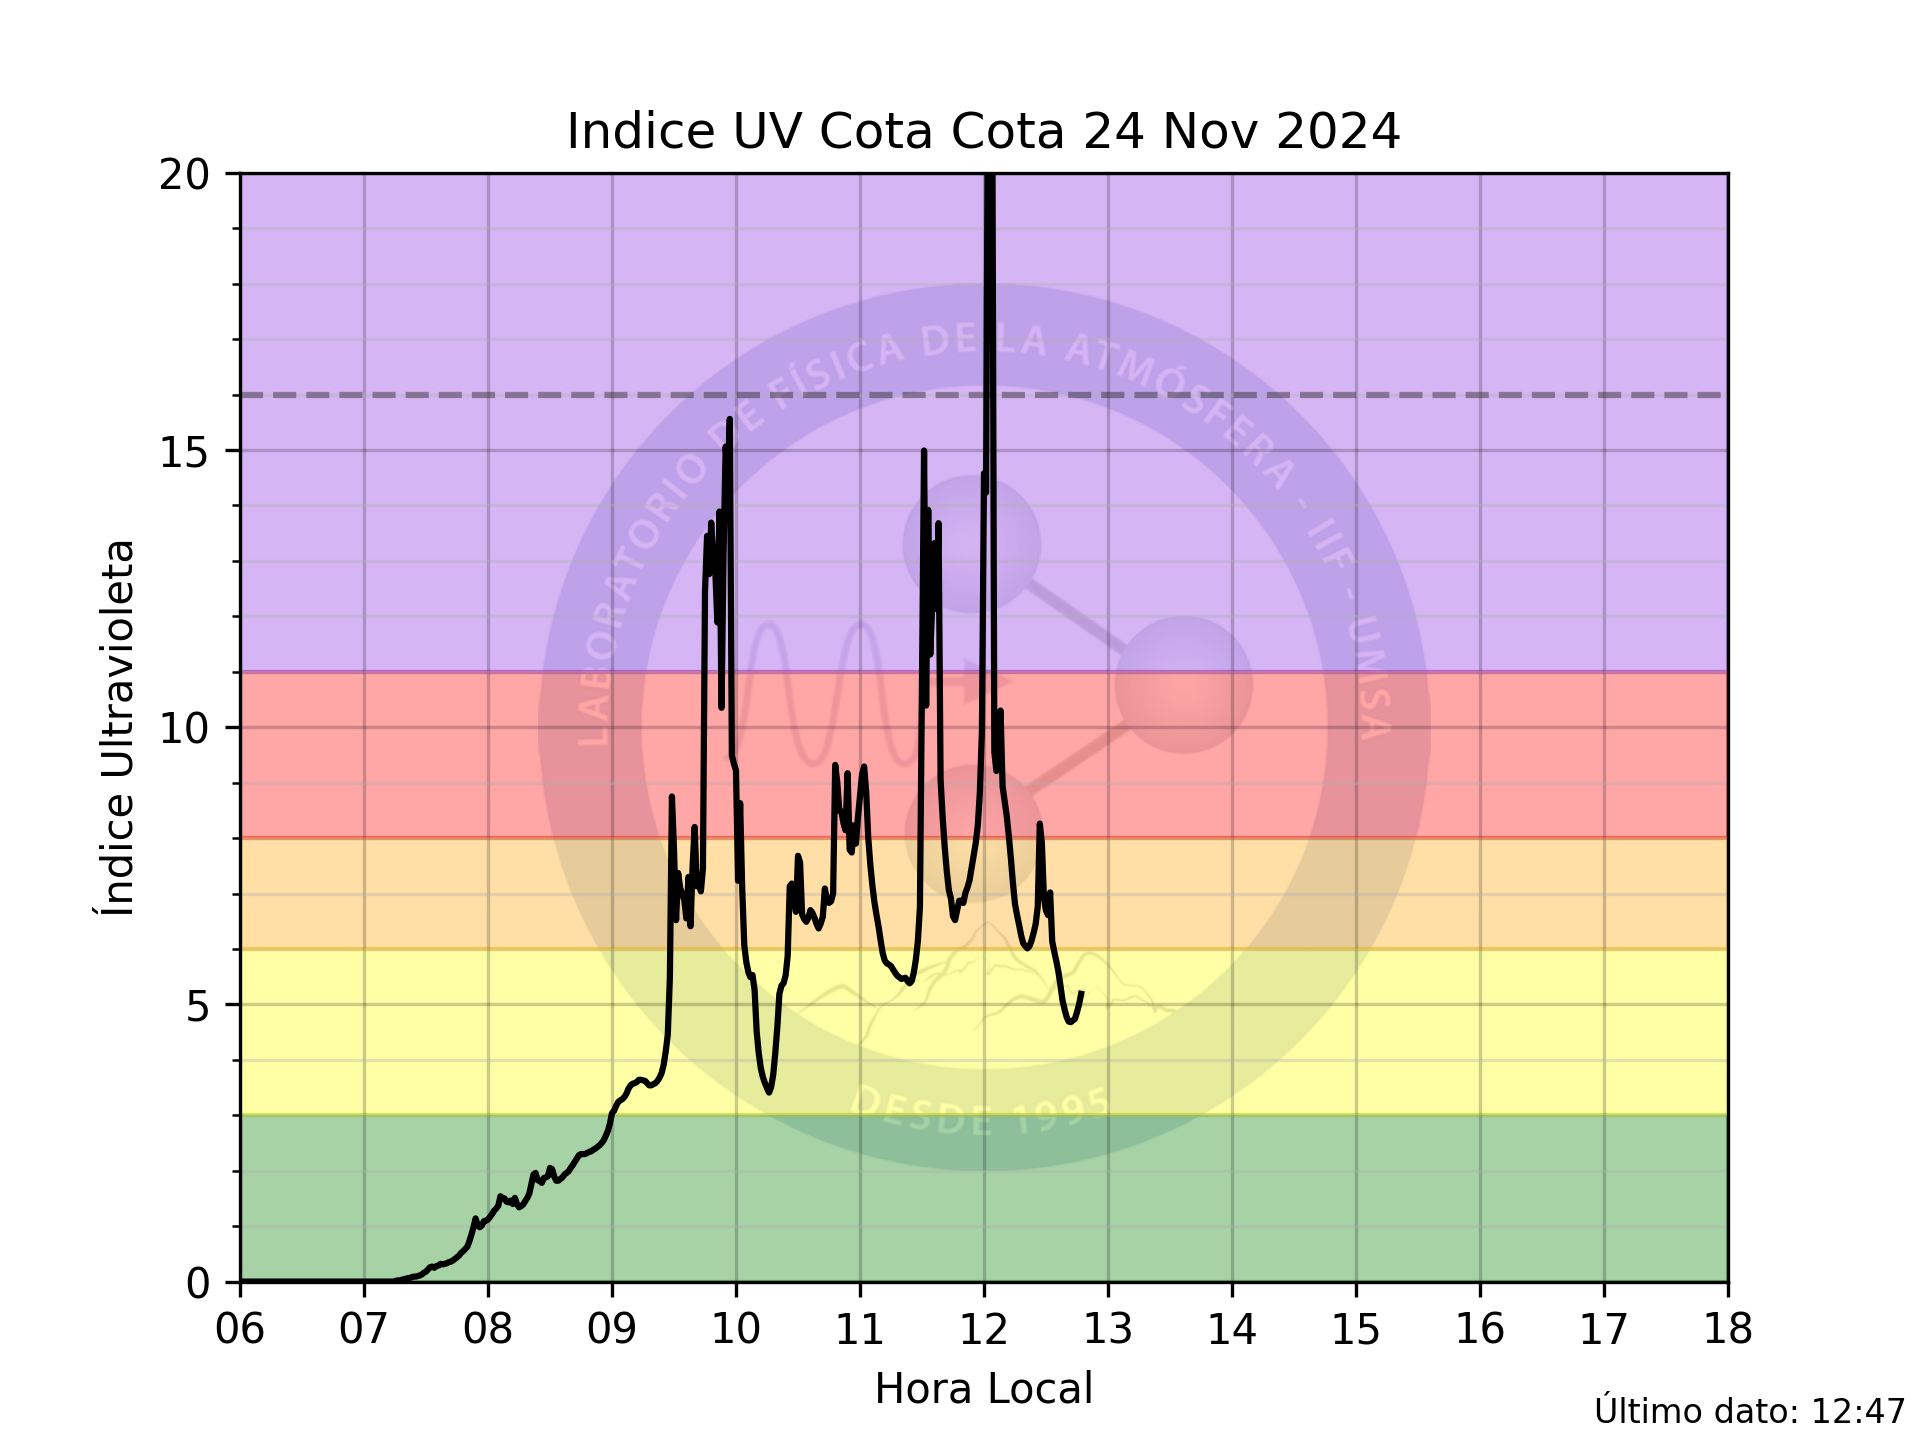 Indice UV Cota Cota 24 Nov 2024
20
15
10
5
0
Índice Ultravioleta
LABORATORIO DE FÍSICA DE LA ATMÓSFERA - IIF - UMSA
DESDE 1995
06 07 08 09 10 11 12 13 14 15 16 17 18
Hora Local
Último dato: 12:47